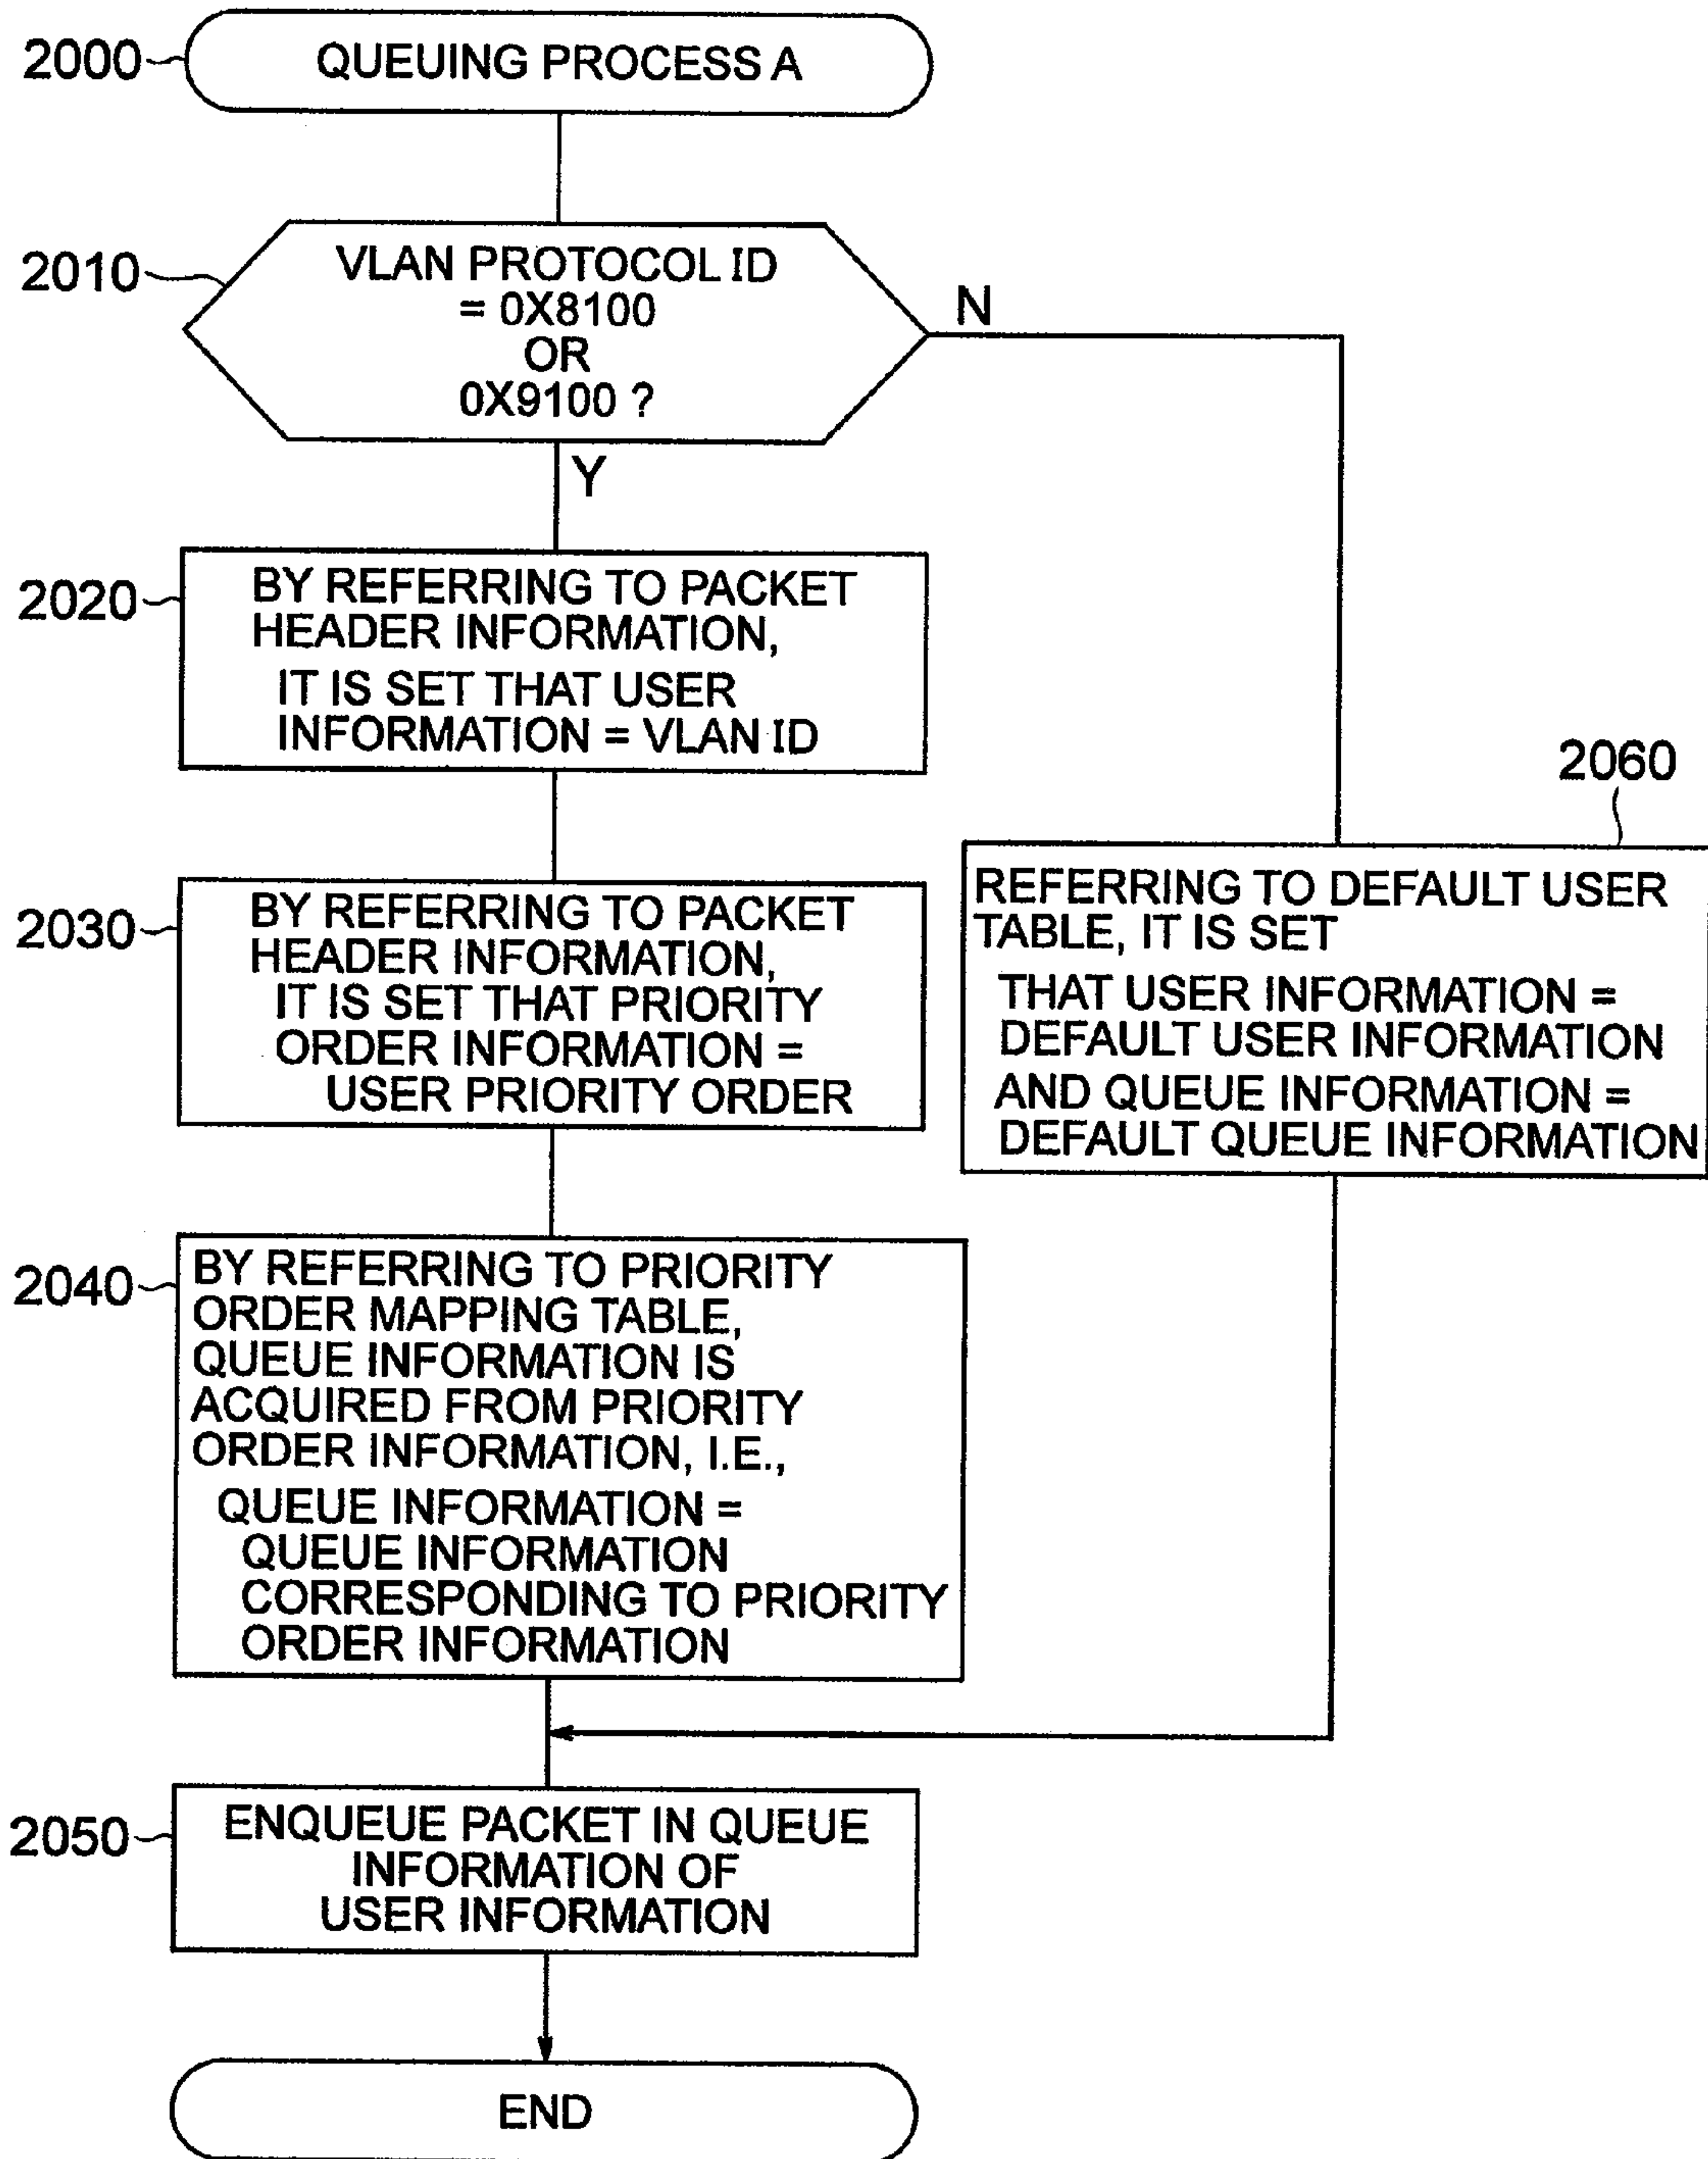 2000
QUEUING PROCESS A
2010
VLAN PROTOCOL ID
= 0X8100
OR
0X9100 ?
N
Y
2020
BY REFERRING TO PACKET
HEADER INFORMATION,
IT IS SET THAT USER
INFORMATION = VLAN ID
2030
BY REFERRING TO PACKET
HEADER INFORMATION,
IT IS SET THAT PRIORITY
ORDER INFORMATION =
USER PRIORITY ORDER
2060
REFERRING TO DEFAULT USER
TABLE, IT IS SET
THAT USER INFORMATION =
DEFAULT USER INFORMATION
AND QUEUE INFORMATION =
DEFAULT QUEUE INFORMATION
2040
BY REFERRING TO PRIORITY
ORDER MAPPING TABLE,
QUEUE INFORMATION IS
ACQUIRED FROM PRIORITY
ORDER INFORMATION, I.E.,
QUEUE INFORMATION =
QUEUE INFORMATION
CORRESPONDING TO PRIORITY
ORDER INFORMATION
2050
ENQUEUE PACKET IN QUEUE
INFORMATION OF
USER INFORMATION
END